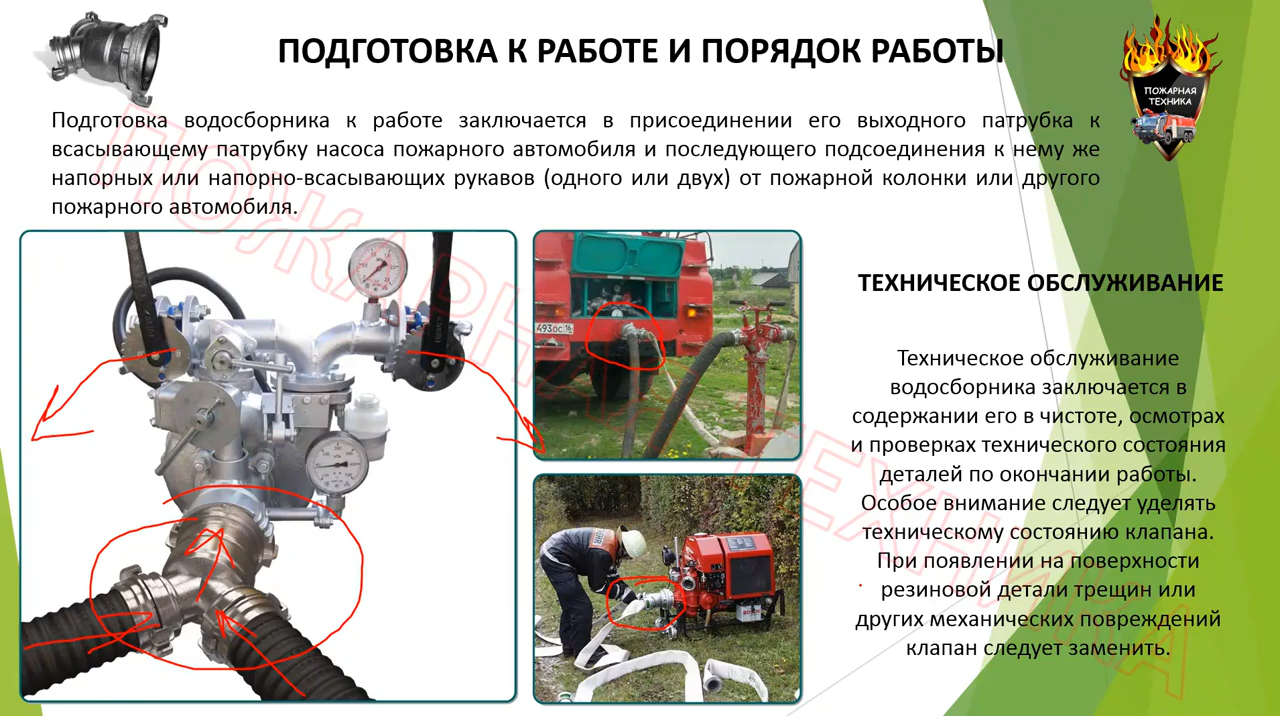 ПОДГОТОВКА К РАБОТЕ И ПОРЯДОК РАБОТЫ
ПОЖАРНАЯ
ТЕХНИКА
Подготовка водосборника к работе заключается в присоединении его выходного патрубка к
всасывающему патрубку насоса пожарного автомобиля и последующего подсоединения к нему же
напорных или напорно-всасывающих рукавов (одного или двух) от пожарной колонки или другого
пожарного автомобиля.
493ОС 16
ТЕХНИЧЕСКОЕ ОБСЛУЖИВАНИЕ
Техническое обслуживание
водосборника заключается в
содержании его в чистоте, осмотрах
и проверках технического состояния
деталей по окончании работы.
Особое внимание следует уделять
техническому состоянию клапана.
При появлении на поверхности
резиновой детали трещин или
других механических повреждений
клапан следует заменить.
ПОЖАРНАЯ ТЕХНИКА